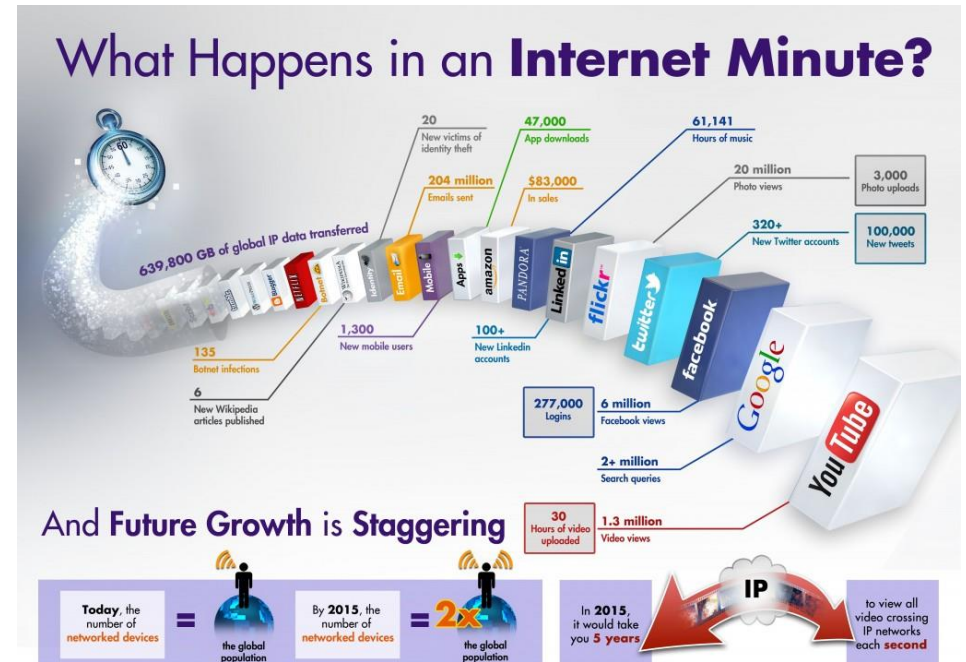 What Happens in an Internet Minute?
60
20
New victims of
identity theft
47,000
App downloads
61,141
Hours of music
204 million
Emails sent
$83,000
In sales
20 million
Photo views
3,000
Photo uploads
320+
New Twitter accounts
100,000
New tweets
639,800 GB of global IP data transferred
Blogger
NETFLIX
Botnet
WIKIPEDIA
Identity
Email
Mobile
Apps
amazon
PANDORA
Linked in
flickr
twitter
facebook
Google
YouTube
135
Botnet infections
6
New Wikipedia
articles published
1,300
New mobile users
100+
New Linkedin
accounts
277,000
Logins
6 million
Facebook views
2+ million
Search queries
30
Hours of video
uploaded
1.3 million
Video views
And Future Growth is Staggering
Today, the
number of
networked devices
=
the global
population
By 2015, the
number of
networked devices
=
2x
the global
population
In 2015,
it would take
you 5 years
IP
to view all
video crossing
IP networks
each second